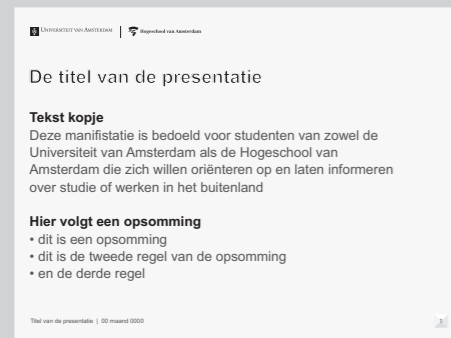 UNIVERSITEIT VAN AMSTERDAM
Hogeschool van Amsterdam
De titel van de presentatie
Tekst kopje
Deze manifistatie is bedoeld voor studenten van zowel de
Universiteit van Amsterdam als de Hogeschool van
Amsterdam die zich willen oriënteren op en laten informeren
over studie of werken in het buitenland
Hier volgt een opsomming
• dit is een opsomming
• dit is de tweede regel van de opsomming
• en de derde regel
Titel van de presentatie | 00 maand 0000
1